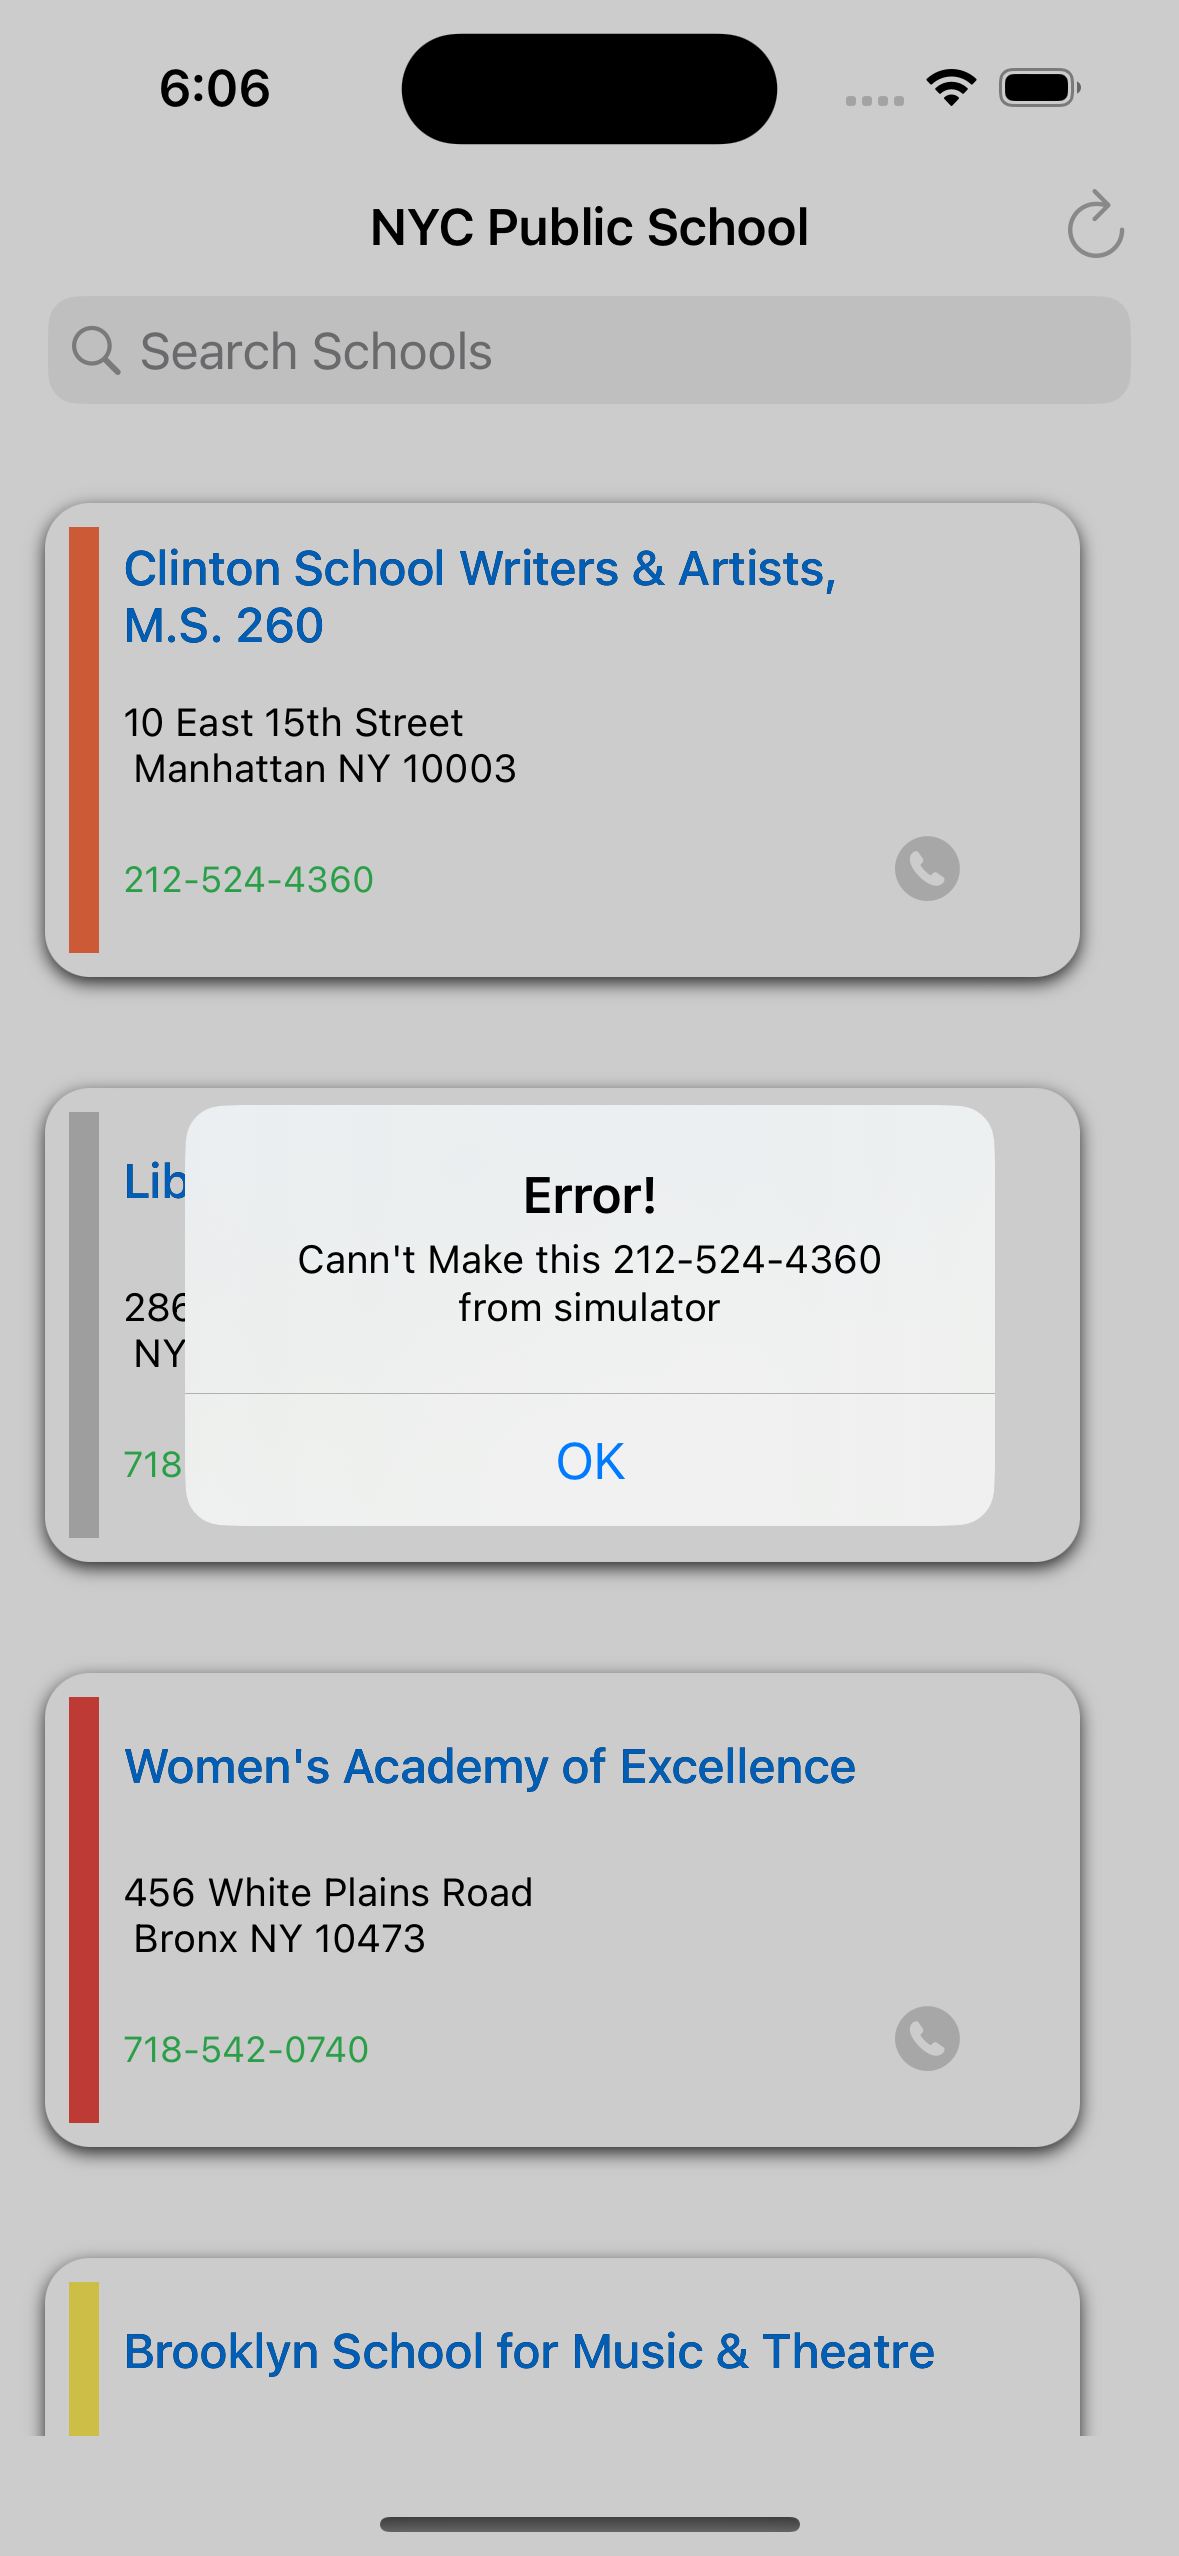 6:06
NYC Public School
Search Schools
Clinton School Writers & Artists,
M.S. 260
10 East 15th Street
Manhattan NY 10003
212-524-4360
Lib
286
NY
718
Error!
Cann't Make this 212-524-4360
from simulator
OK
Women's Academy of Excellence
456 White Plains Road
Bronx NY 10473
718-542-0740
Brooklyn School for Music & Theatre